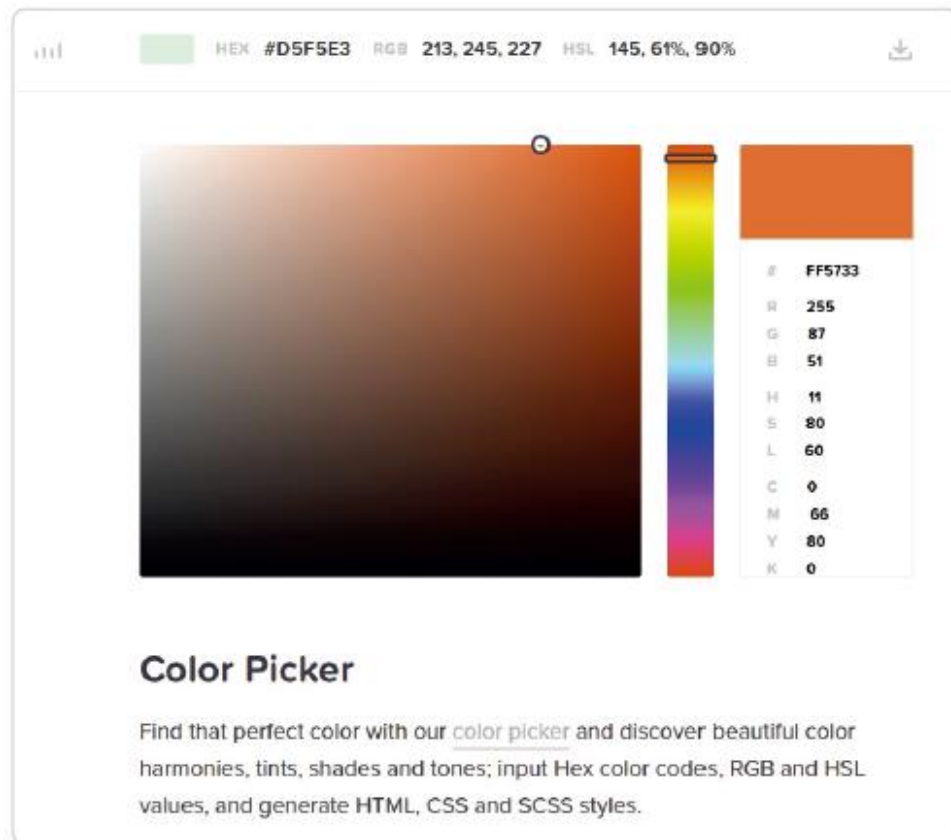 HEX #D5F5E3 RGB 213, 245, 227 HSL 145, 61%, 90%
# FF5733
R 255
G 87
B 51
H 11
S 80
L 60
C 0
M 66
Y 80
K 0
Color Picker
Find that perfect color with our color picker and discover beautiful color
harmonies, tints, shades and tones; input Hex color codes, RGB and HSL
values, and generate HTML, CSS and SCSS styles.